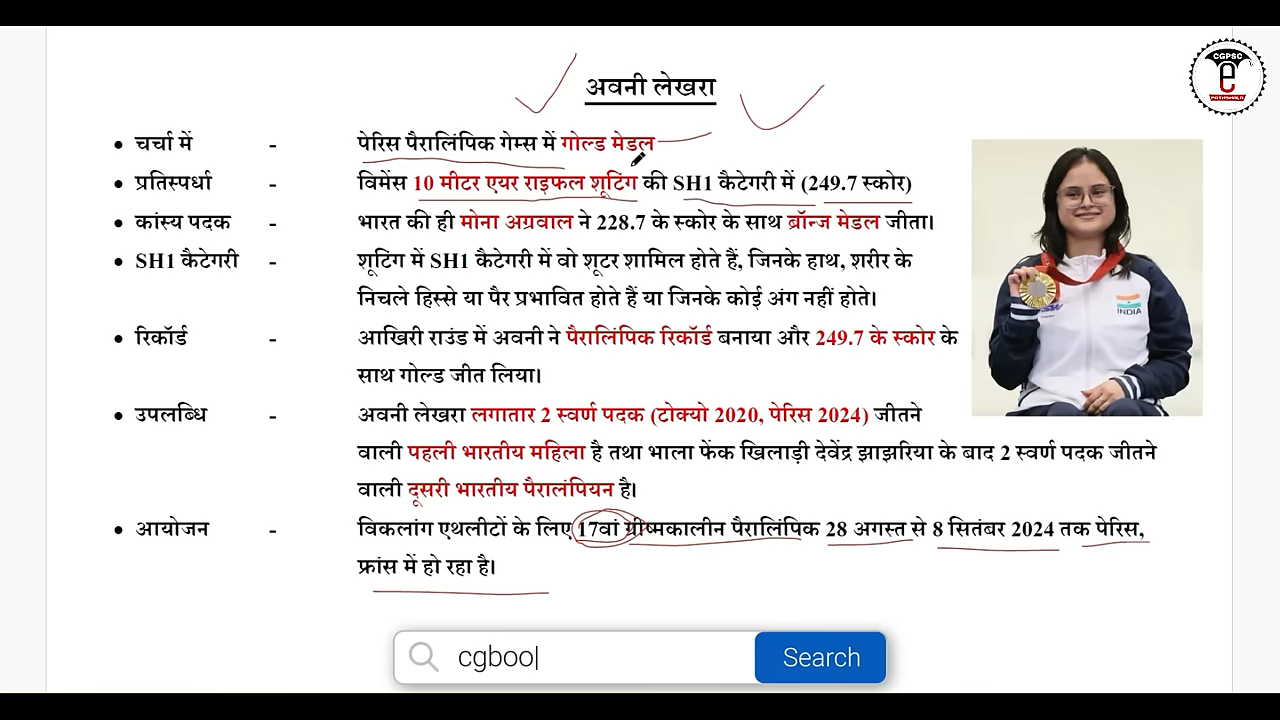 CGPSC
e
PATHSHALA
अवनी लेखरा
• चर्चा में - पेरिस पैरालिंपिक गेम्स में गोल्ड मेडल
• प्रतिस्पर्धा - विमेंस 10 मीटर एयर राइफल शूटिंग की SH1 कैटेगरी में (249.7 स्कोर)
• कांस्य पदक - भारत की ही मोना अग्रवाल ने 228.7 के स्कोर के साथ ब्रॉन्ज मेडल जीता।
• SH1 कैटेगरी - शूटिंग में SH1 कैटेगरी में वो शूटर शामिल होते हैं, जिनके हाथ, शरीर के
निचले हिस्से या पैर प्रभावित होते हैं या जिनके कोई अंग नहीं होते।
• रिकॉर्ड - आखिरी राउंड में अवनी ने पैरालिंपिक रिकॉर्ड बनाया और 249.7 के स्कोर के
साथ गोल्ड जीत लिया।
• उपलब्धि - अवनी लेखरा लगातार 2 स्वर्ण पदक (टोक्यो 2020, पेरिस 2024) जीतने
वाली पहली भारतीय महिला है तथा भाला फेंक खिलाड़ी देवेंद्र झाझरिया के बाद 2 स्वर्ण पदक जीतने
वाली दूसरी भारतीय पैरालंपियन है।
• आयोजन - विकलांग एथलीटों के लिए 17वां ग्रीष्मकालीन पैरालिंपिक 28 अगस्त से 8 सितंबर 2024 तक पेरिस,
फ्रांस में हो रहा है।
INDIA
cgboo
Search